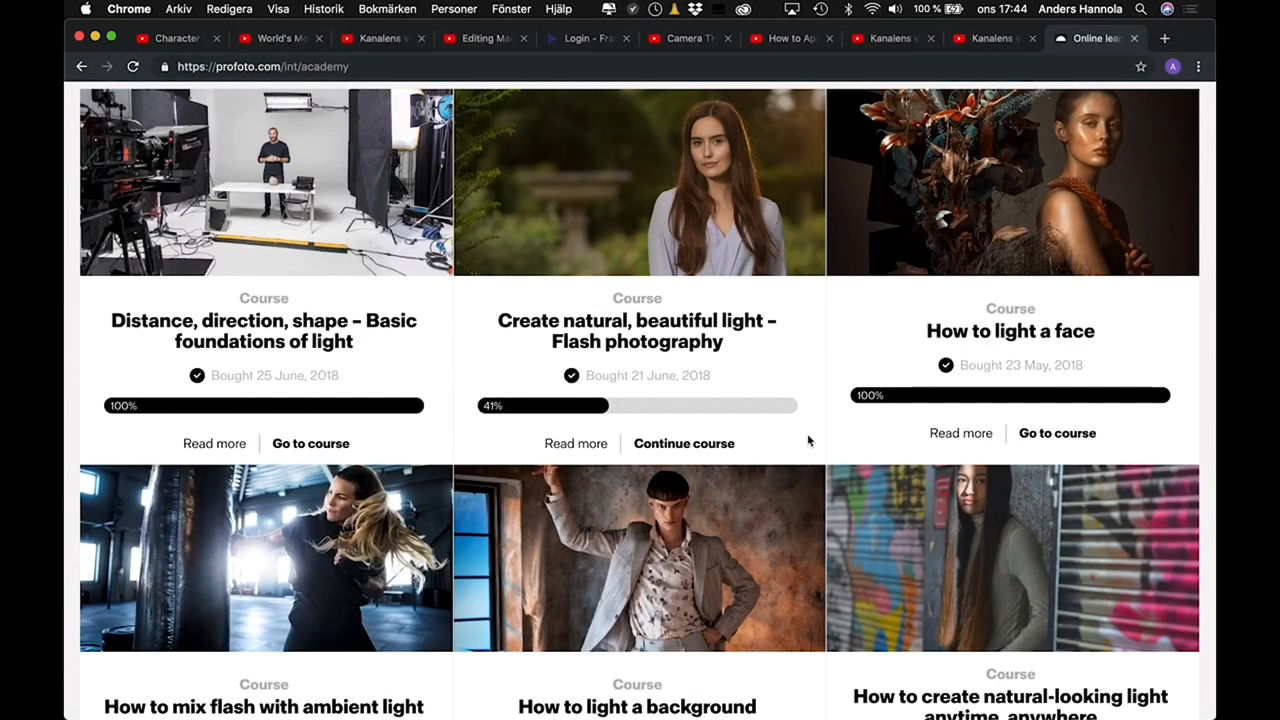 Chrome Arkiv Redigera Visa Historik Bokmärken Personer Fönster Hjälp 100 % ons 17:44 Anders Hannola
Character World's Mo Kanalens v Editing Ma Login - Fra Camera Th How to Ap Kanalens v Kanalens v Online lear
https://profoto.com/int/academy A
Course
Distance, direction, shape – Basic
foundations of light
Bought 25 June, 2018
100%
Read more Go to course
Course
Create natural, beautiful light –
Flash photography
Bought 21 June, 2018
41%
Read more Continue course
Course
How to light a face
Bought 23 May, 2018
100%
Read more Go to course
Course
How to mix flash with ambient light
Course
How to light a background
Course
How to create natural-looking light
anytime, anywhere